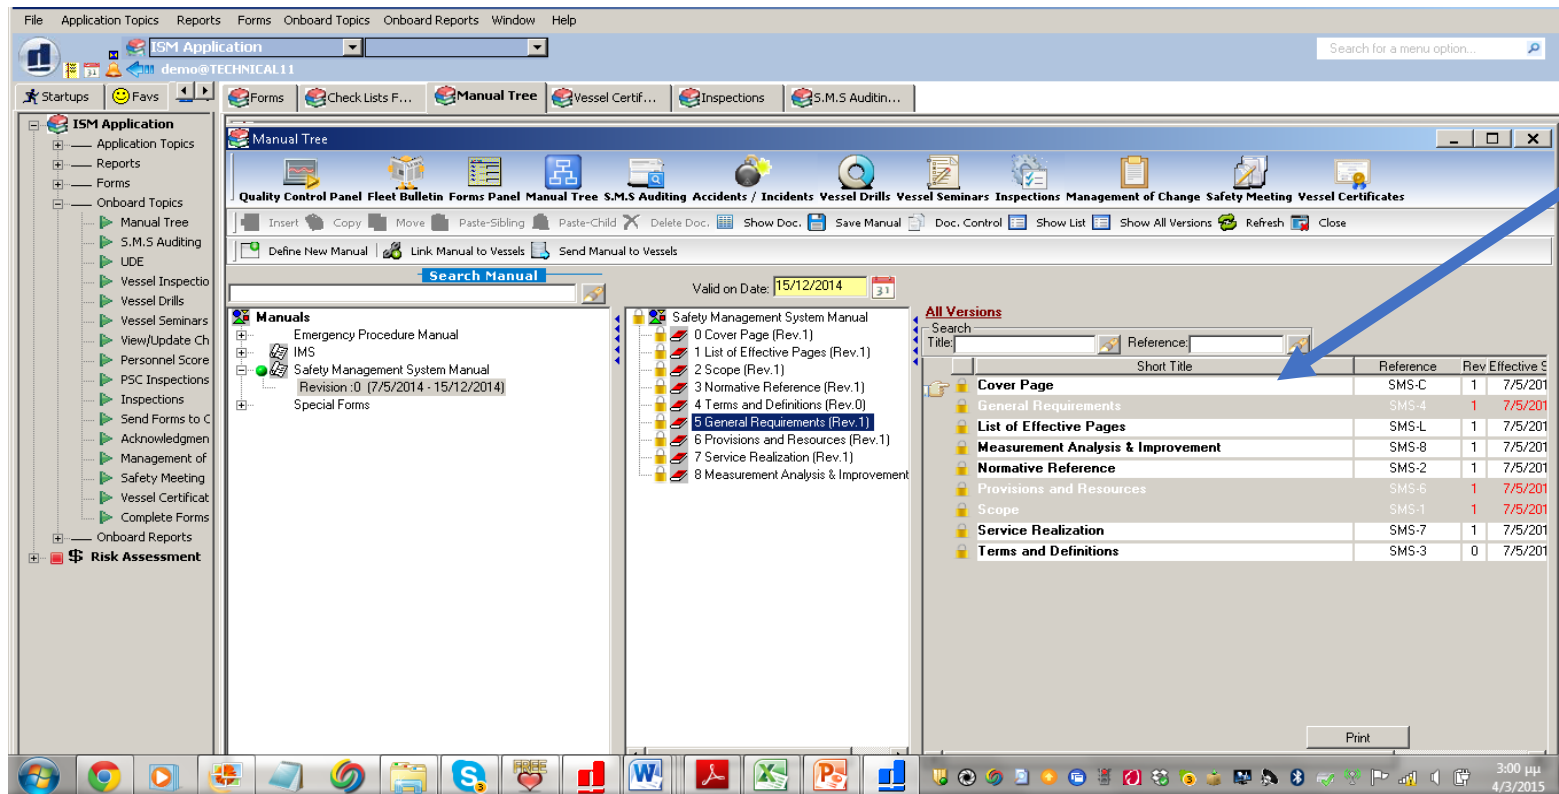 File Application Topics Reports Forms Onboard Topics Onboard Reports Window Help
ISM Application
Search for a menu option...
demo@TECHNICAL11
Startups Favs
Forms Check Lists F... Manual Tree Vessel Certif... Inspections S.M.S Auditin...
ISM Application
Application Topics
Reports
Forms
Onboard Topics
Manual Tree
S.M.S Auditing
UDE
Vessel Inspectio
Vessel Drills
Vessel Seminars
View/Update Ch
Personnel Score
PSC Inspections
Inspections
Send Forms to C
Acknowledgmen
Management of
Safety Meeting
Vessel Certificat
Complete Forms
Onboard Reports
Risk Assessment
Manual Tree
Quality Control Panel Fleet Bulletin Forms Panel Manual Tree S.M.S Auditing Accidents / Incidents Vessel Drills Vessel Seminars Inspections Management of Change Safety Meeting Vessel Certificates
Insert Copy Move Paste-Sibling Paste-Child Delete Doc. Show Doc. Save Manual Doc. Control Show List Show All Versions Refresh Close
Define New Manual Link Manual to Vessels Send Manual to Vessels
Search Manual
Manuals
Emergency Procedure Manual
IMS
Safety Management System Manual
Revision :0 (7/5/2014 - 15/12/2014)
Special Forms
Valid on Date: 15/12/2014 31
Safety Management System Manual
0 Cover Page (Rev.1)
1 List of Effective Pages (Rev.1)
2 Scope (Rev.1)
3 Normative Reference (Rev.1)
4 Terms and Definitions (Rev.0)
5 General Requirements (Rev.1)
6 Provisions and Resources (Rev.1)
7 Service Realization (Rev.1)
8 Measurement Analysis & Improvement
All Versions
Search
Title: Reference:
Short Title Reference Rev Effective S
Cover Page SMS-C 1 7/5/201
General Requirements SMS-4 1 7/5/201
List of Effective Pages SMS-L 1 7/5/201
Measurement Analysis & Improvement SMS-8 1 7/5/201
Normative Reference SMS-2 1 7/5/201
Provisions and Resources SMS-6 1 7/5/201
Scope SMS-1 1 7/5/201
Service Realization SMS-7 1 7/5/201
Terms and Definitions SMS-3 0 7/5/201
Print
FREE
3:00 μμ
4/3/2015